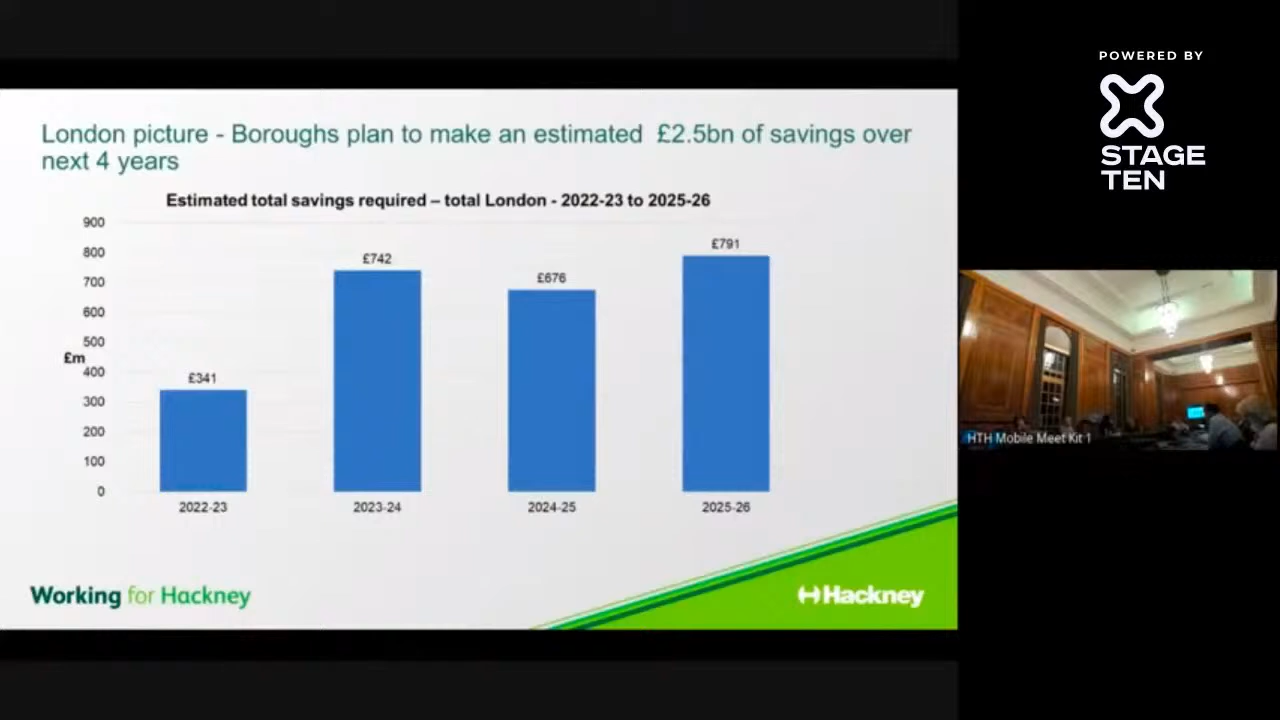 POWERED BY
STAGE
TEN
London picture - Boroughs plan to make an estimated £2.5bn of savings over
next 4 years
Estimated total savings required – total London - 2022-23 to 2025-26
900
800
700
600
500
£m
400
300
200
100
0
£341
£742
£676
£791
2022-23
2023-24
2024-25
2025-26
Working for Hackney
Hackney
HTH Mobile Meet Kit 1